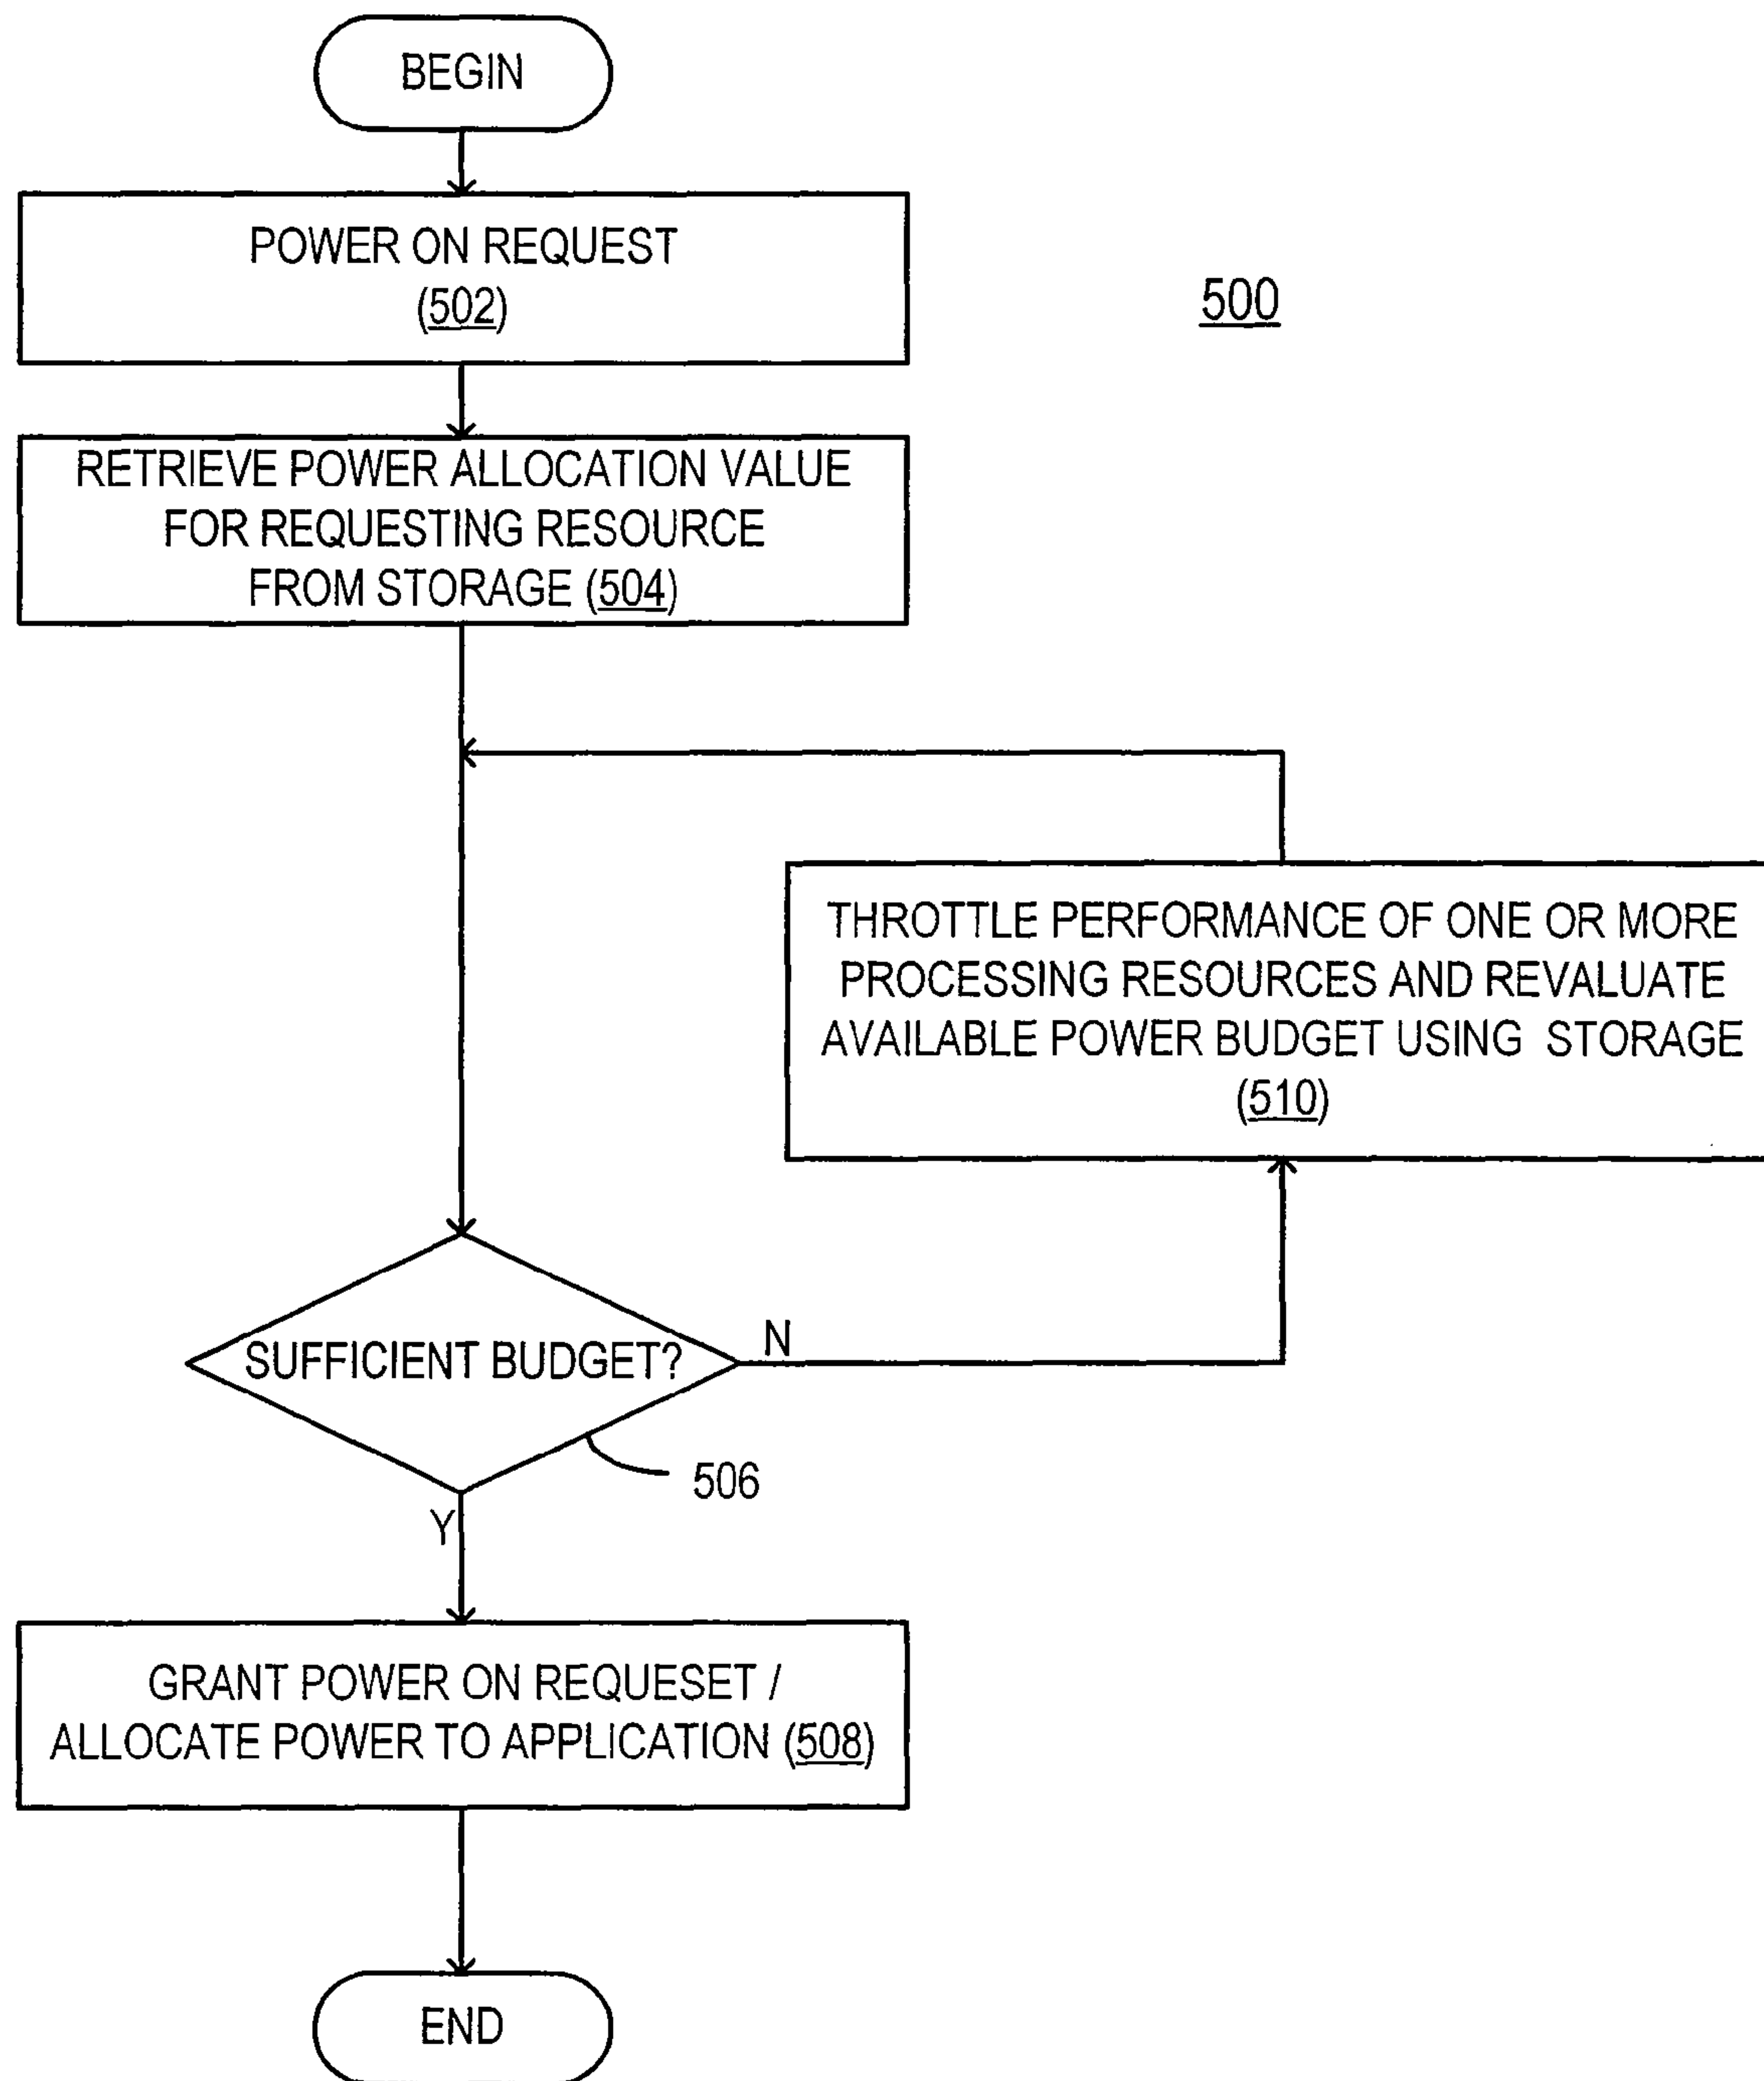 BEGIN
POWER ON REQUEST
(502)
500
RETRIEVE POWER ALLOCATION VALUE
FOR REQUESTING RESOURCE
FROM STORAGE (504)
THROTTLE PERFORMANCE OF ONE OR MORE
PROCESSING RESOURCES AND REVALUATE
AVAILABLE POWER BUDGET USING STORAGE
(510)
SUFFICIENT BUDGET?
N
506
Y
GRANT POWER ON REQUESET /
ALLOCATE POWER TO APPLICATION (508)
END